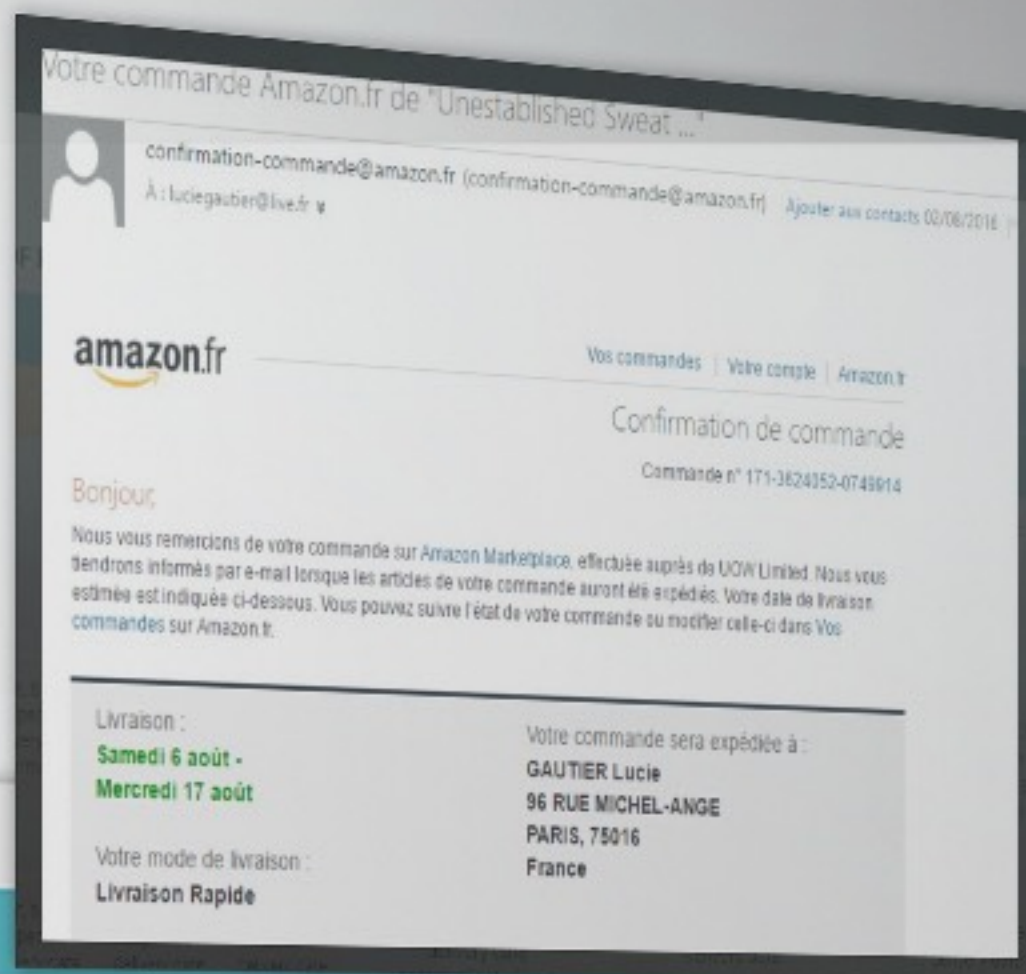 Votre commande Amazon.fr de "Unestablished Sweat ..."
confirmation-commande@amazon.fr (confirmation-commande@amazon.fr) Ajouter aux contacts 02/08/2016
À : luciegautier@live.fr
amazon.fr
Vos commandes | Votre compte | Amazon.fr
Confirmation de commande
Commande n° 171-3624352-0749914
Bonjour,
Nous vous remercions de votre commande sur Amazon Marketplace, effectuée auprès de UOW Limited. Nous vous
tiendrons informés par e-mail lorsque les articles de votre commande auront été expédiés. Votre date de livraison
estimée est indiquée ci-dessous. Vous pouvez suivre l'état de votre commande ou modifier celle-ci dans Vos
commandes sur Amazon.fr.
Livraison :
Samedi 6 août -
Mercredi 17 août
Votre mode de livraison :
Livraison Rapide
Votre commande sera expédiée à :
GAUTIER Lucie
96 RUE MICHEL-ANGE
PARIS, 75016
France